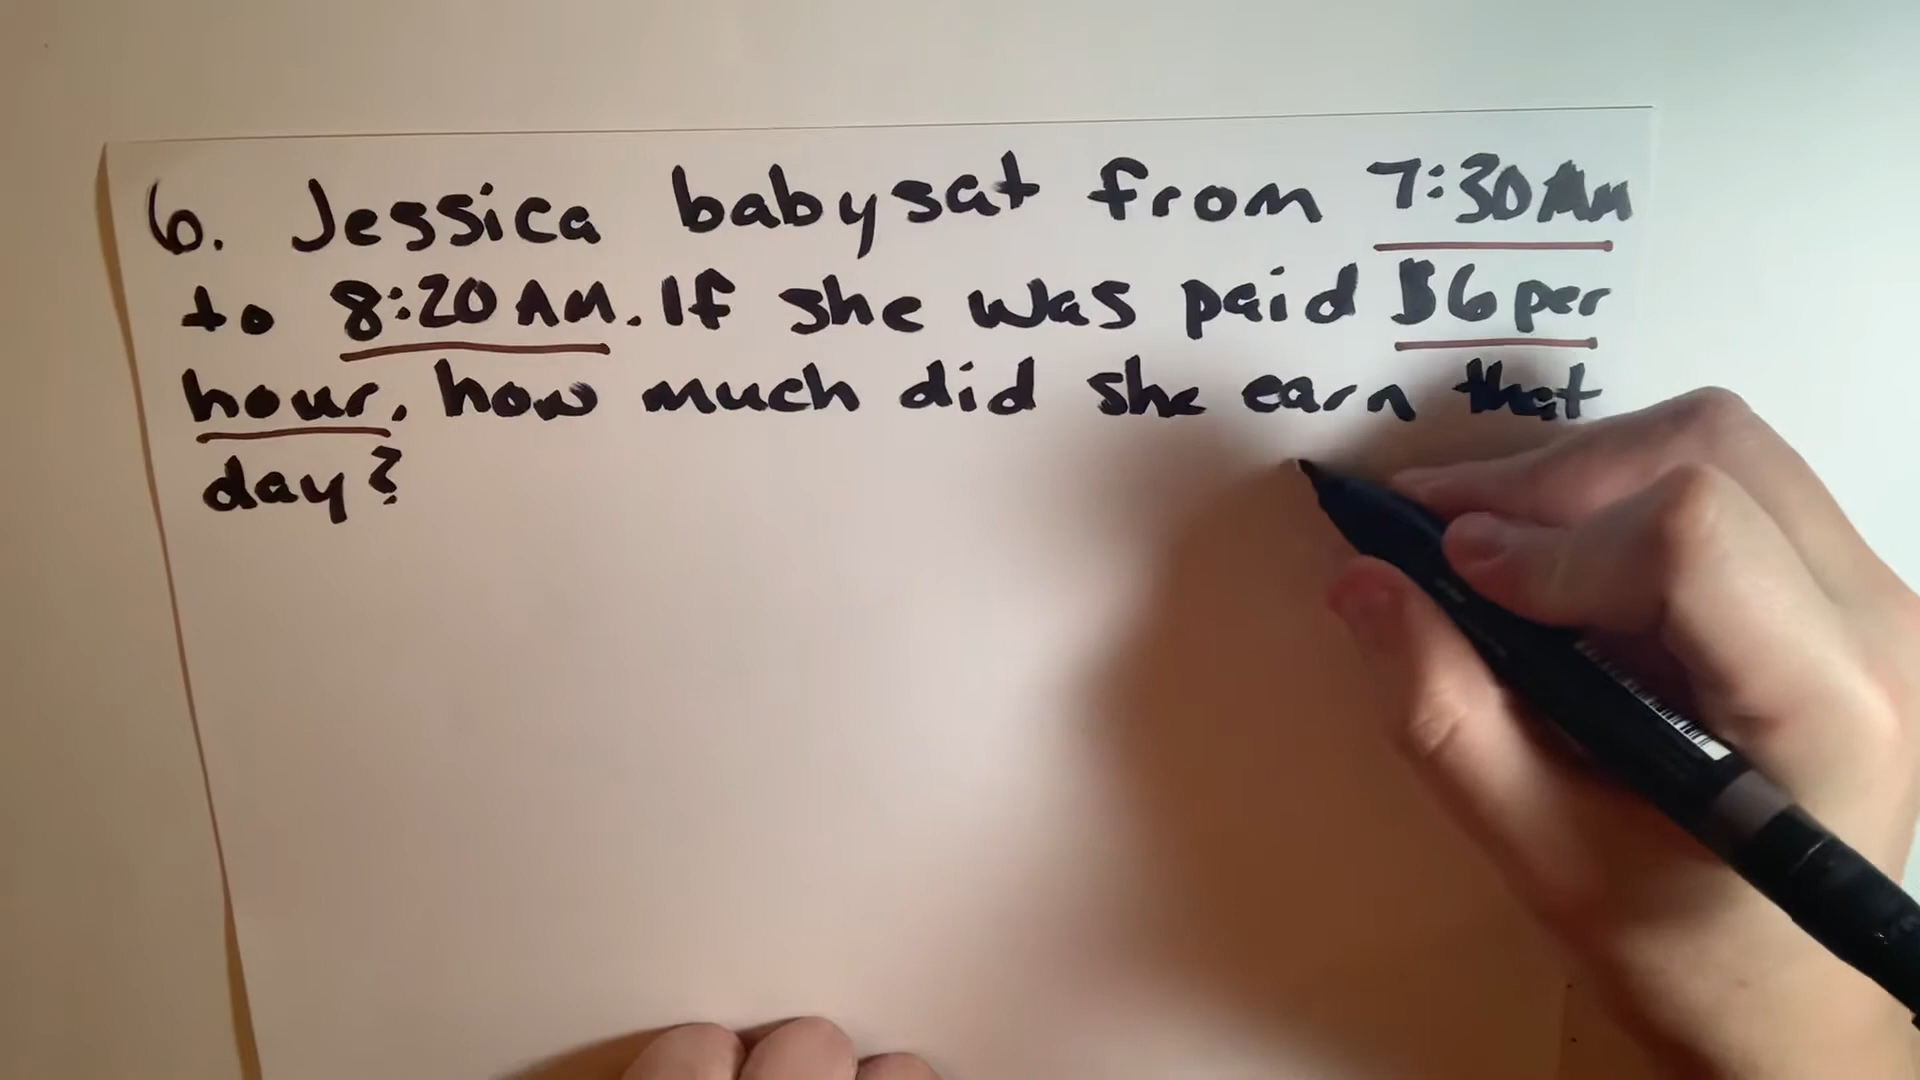 6. Jessica babysat from 7:30 AM
to 8:20 AM. If she was paid $6 per
hour, how much did she earn that
day?